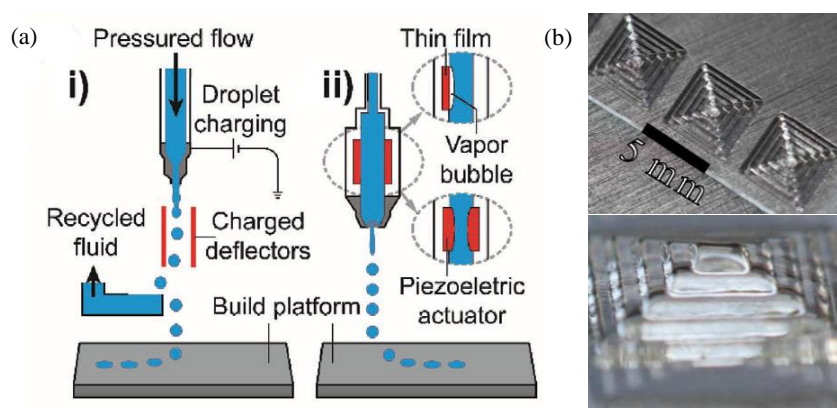 (a)
Pressured flow
i)
Droplet
charging
Recycled
fluid
Charged
deflectors
Build platform
ii)
Thin film
Vapor
bubble
Piezoeletric
actuator
(b)
5 mm